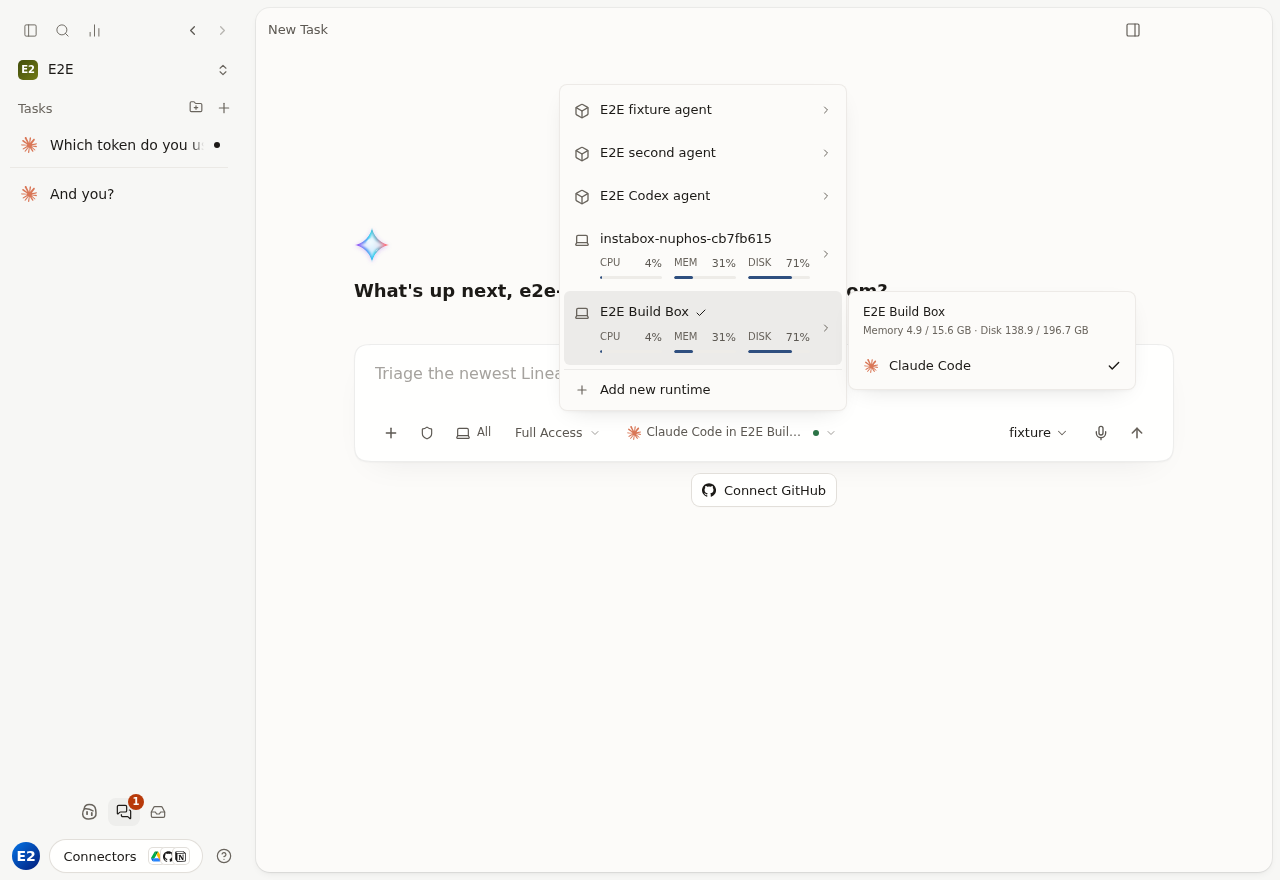 New Task
E2 E2E
Tasks
Which token do you
And you?
E2E fixture agent
E2E second agent
E2E Codex agent
instabox-nuphos-cb7fb615
CPU 4% MEM 31% DISK 71%
What's up next, e2e-
E2E Build Box
CPU 4% MEM 31% DISK 71%
Add new runtime
E2E Build Box
Memory 4.9 / 15.6 GB · Disk 138.9 / 196.7 GB
Claude Code
Triage the newest
All
Full Access
Claude Code in E2E Buil...
fixture
Connect GitHub
1
E2
Connectors